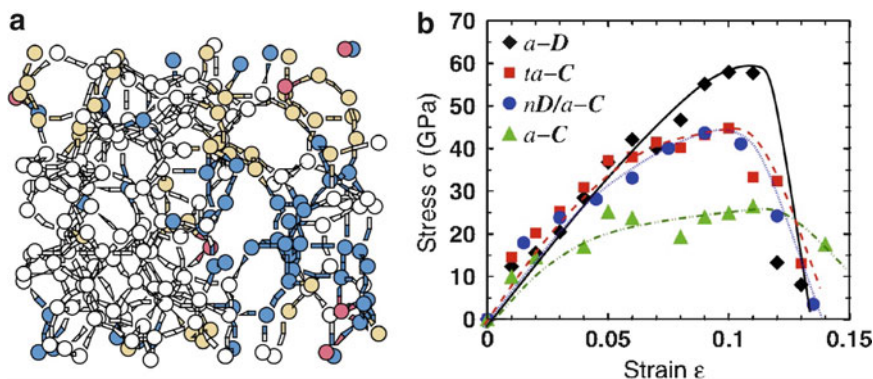 a
b
70
60
50
40
30
20
10
0
Stress σ (GPa)
a–D
ta–C
nD/a–C
a–C
0
0.05
0.1
0.15
Strain ε